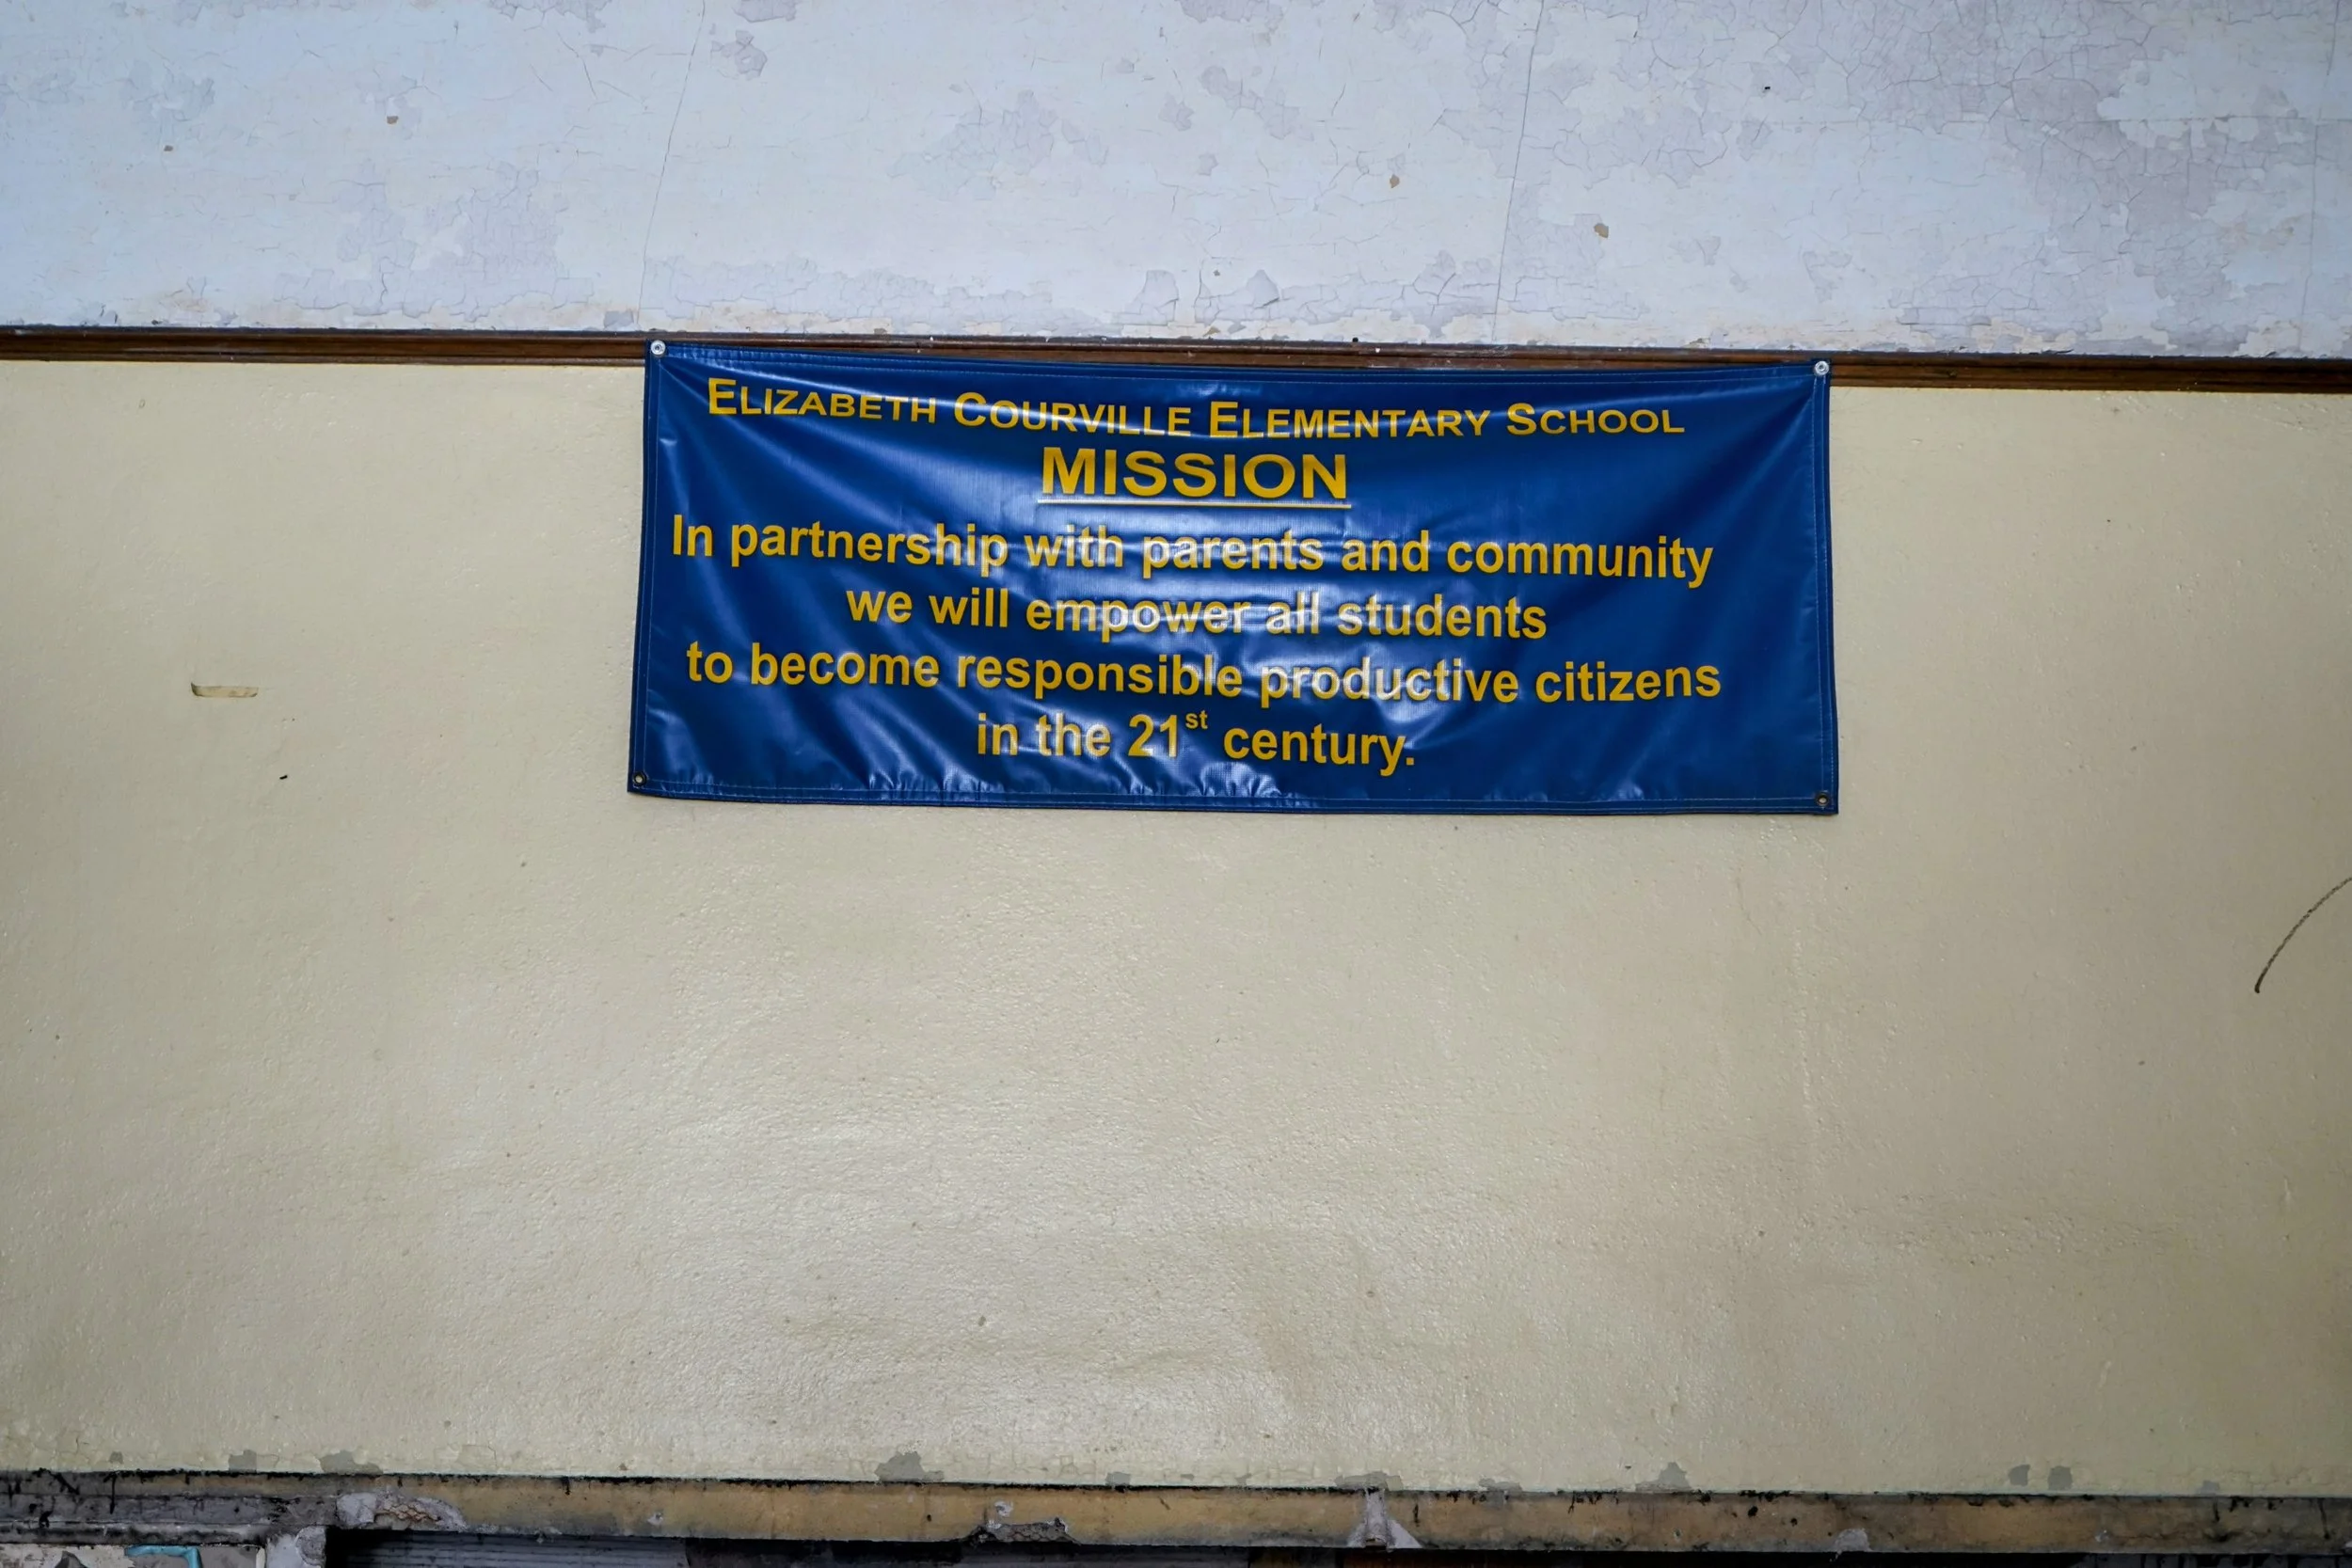 ELIZABETH COURVILLE ELEMENTARY SCHOOL
MISSION
In partnership with parents and community
we will empower all students
to become responsible productive citizens
in the 21st century.